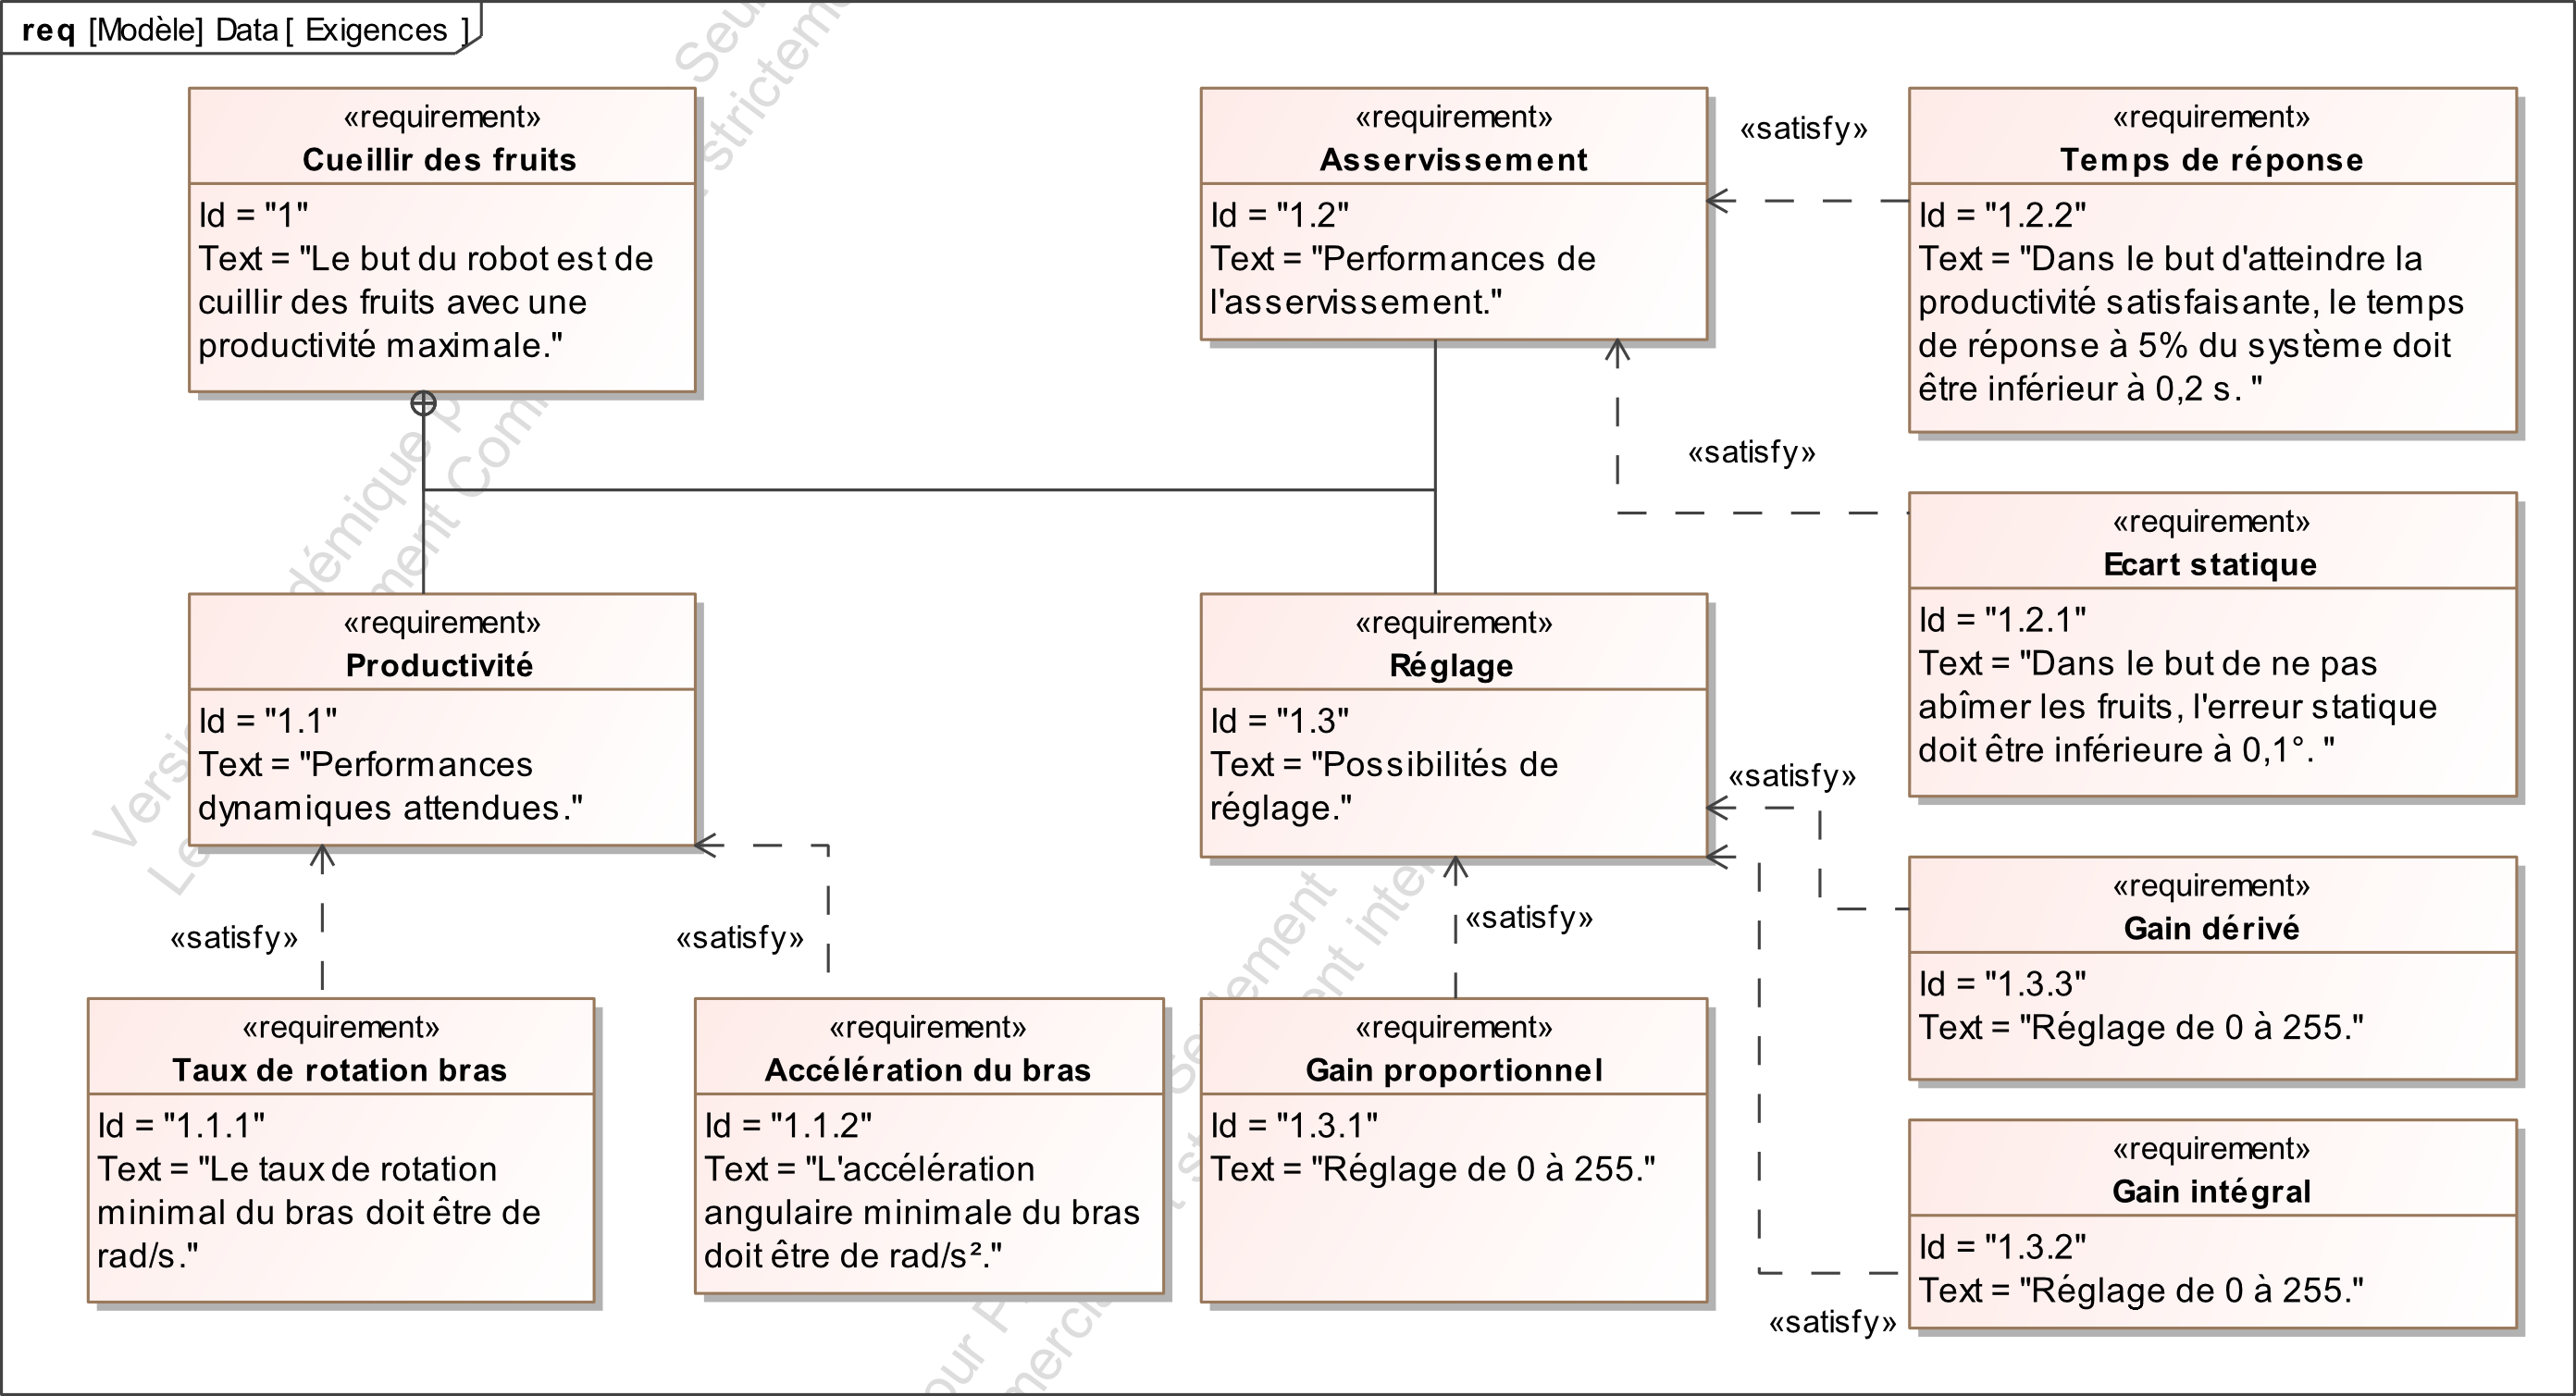 req [Modèle] Data [ Exigences ]
«requirement»
Cueillir des fruits
Id = "1"
Text = "Le but du robot est de
cuillir des fruits avec une
productivité maximale."
«requirement»
Asservissement
Id = "1.2"
Text = "Performances de
l'asservissement."
«satisfy»
«requirement»
Temps de réponse
Id = "1.2.2"
Text = "Dans le but d'atteindre la
productivité satisfaisante, le temps
de réponse à 5% du système doit
être inférieur à 0,2 s. "
«satisfy»
«requirement»
Ecart statique
Id = "1.2.1"
Text = "Dans le but de ne pas
abîmer les fruits, l'erreur statique
doit être inférieure à 0,1°. "
«requirement»
Productivité
Id = "1.1"
Text = "Performances
dynamiques attendues."
«requirement»
Réglage
Id = "1.3"
Text = "Possibilités de
réglage."
«satisfy»
«requirement»
Gain dérivé
Id = "1.3.3"
Text = "Réglage de 0 à 255."
«satisfy»
«satisfy»
«satisfy»
«requirement»
Taux de rotation bras
Id = "1.1.1"
Text = "Le taux de rotation
minimal du bras doit être de
rad/s."
«requirement»
Accélération du bras
Id = "1.1.2"
Text = "L'accélération
angulaire minimale du bras
doit être de rad/s²."
«requirement»
Gain proportionnel
Id = "1.3.1"
Text = "Réglage de 0 à 255."
«requirement»
Gain intégral
Id = "1.3.2"
Text = "Réglage de 0 à 255."
«satisfy»